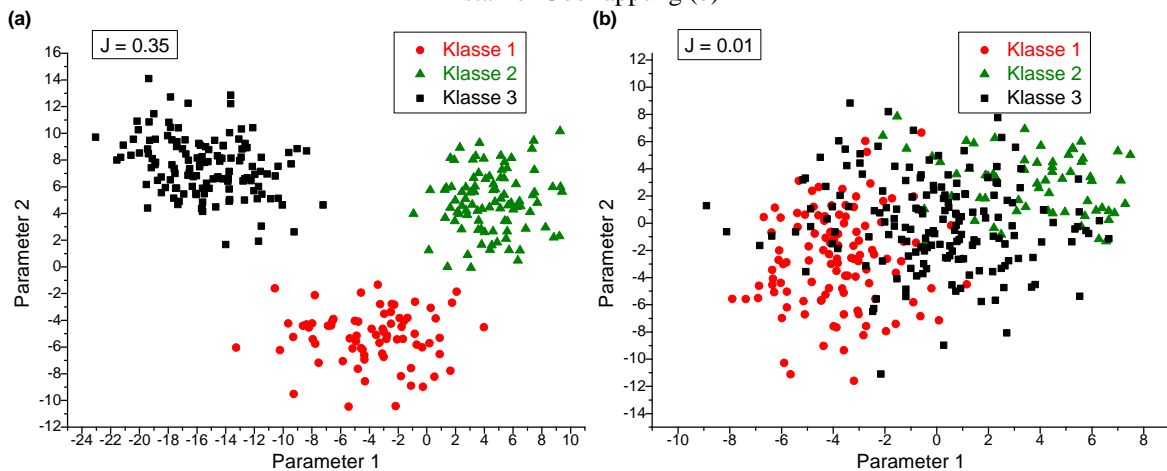 (a)
J = 0.35
Klasse 1
Klasse 2
Klasse 3
Parameter 2
16
14
12
10
8
6
4
2
0
-2
-4
-6
-8
-10
-12
-24 -22 -20 -18 -16 -14 -12 -10 -8 -6 -4 -2 0 2 4 6 8 10
Parameter 1
(b)
J = 0.01
Klasse 1
Klasse 2
Klasse 3
Parameter 2
12
10
8
6
4
2
0
-2
-4
-6
-8
-10
-12
-14
-10 -8 -6 -4 -2 0 2 4 6 8
Parameter 1